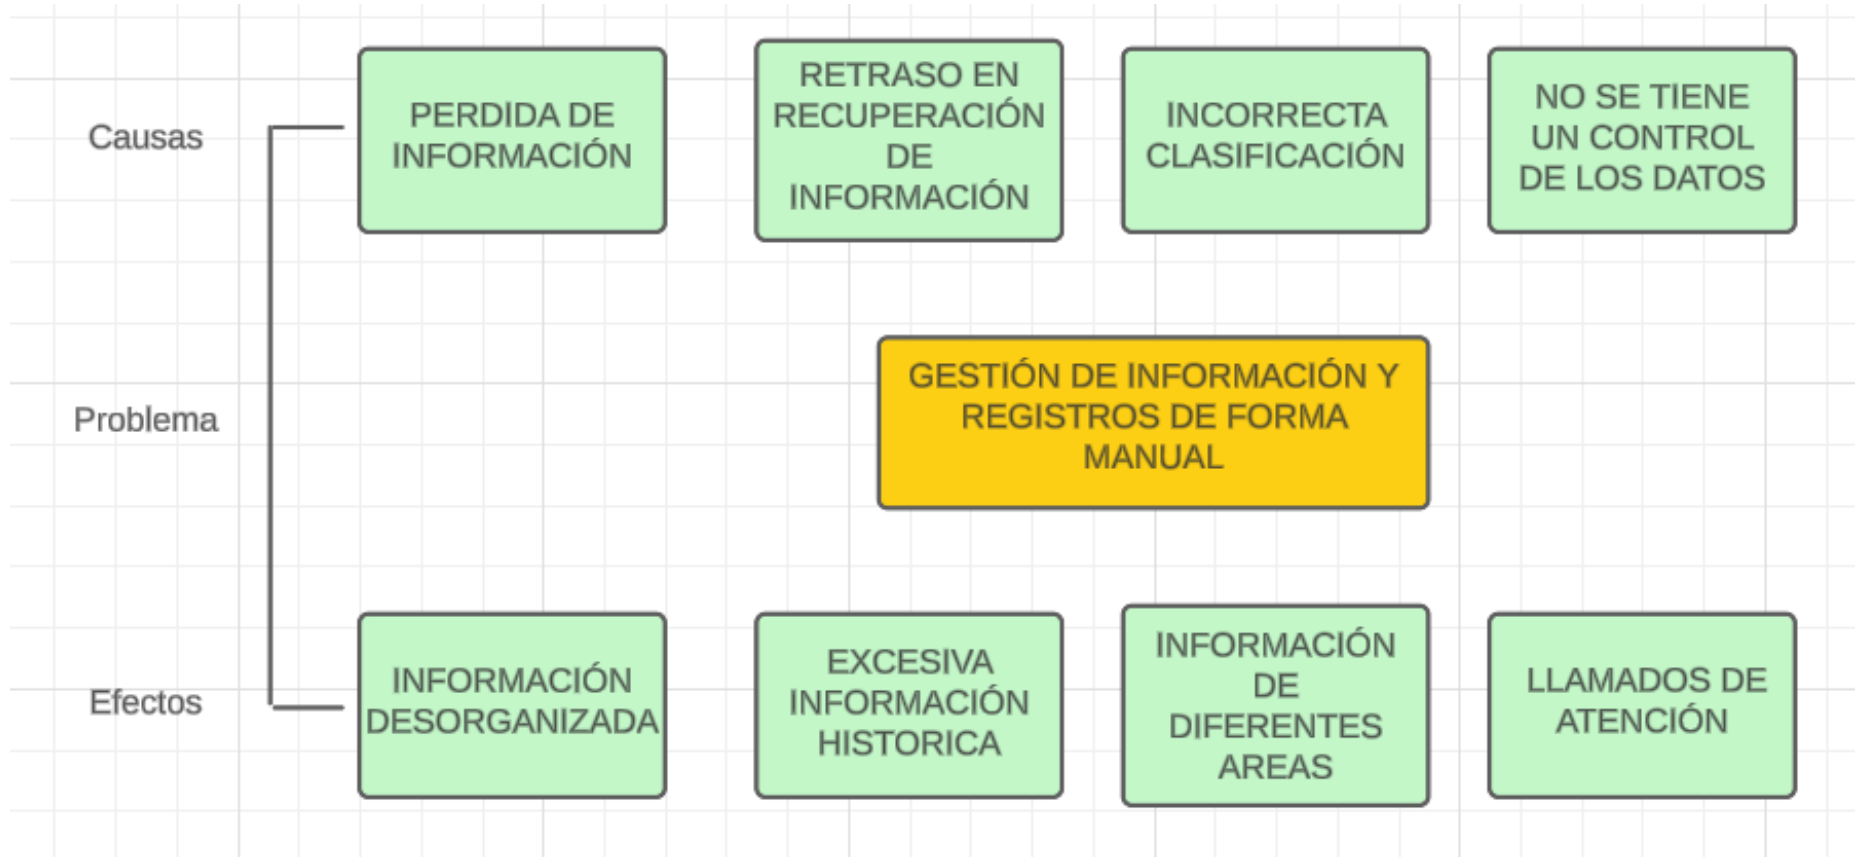 Causas
PERDIDA DE
INFORMACIÓN
RETRASO EN
RECUPERACIÓN
DE
INFORMACIÓN
INCORRECTA
CLASIFICACIÓN
NO SE TIENE
UN CONTROL
DE LOS DATOS
Problema
GESTIÓN DE INFORMACIÓN Y
REGISTROS DE FORMA
MANUAL
Efectos
INFORMACIÓN
DESORGANIZADA
EXCESIVA
INFORMACIÓN
HISTORICA
INFORMACIÓN
DE
DIFERENTES
AREAS
LLAMADOS DE
ATENCIÓN